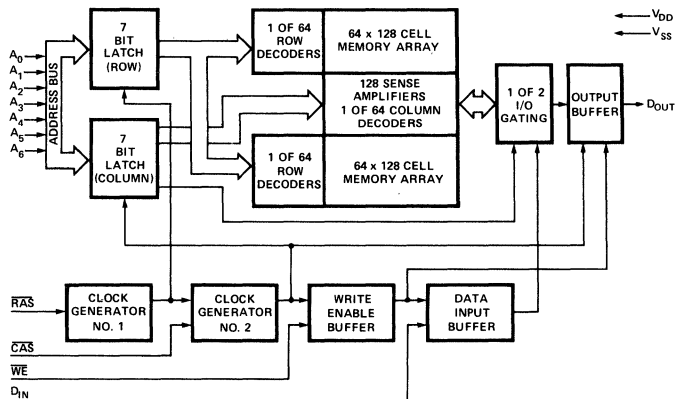 A0
A1
A2
A3
A4
A5
A6
ADDRESS BUS
7
BIT
LATCH
(ROW)
7
BIT
LATCH
(COLUMN)
1 OF 64
ROW
DECODERS
64 x 128 CELL
MEMORY ARRAY
128 SENSE
AMPLIFIERS
1 OF 64 COLUMN
DECODERS
1 OF 64
ROW
DECODERS
64 x 128 CELL
MEMORY ARRAY
1 OF 2
I/O
GATING
OUTPUT
BUFFER
DOUT
VDD
VSS
RAS
CLOCK
GENERATOR
NO. 1
CLOCK
GENERATOR
NO. 2
WRITE
ENABLE
BUFFER
DATA
INPUT
BUFFER
CAS
WE
DIN